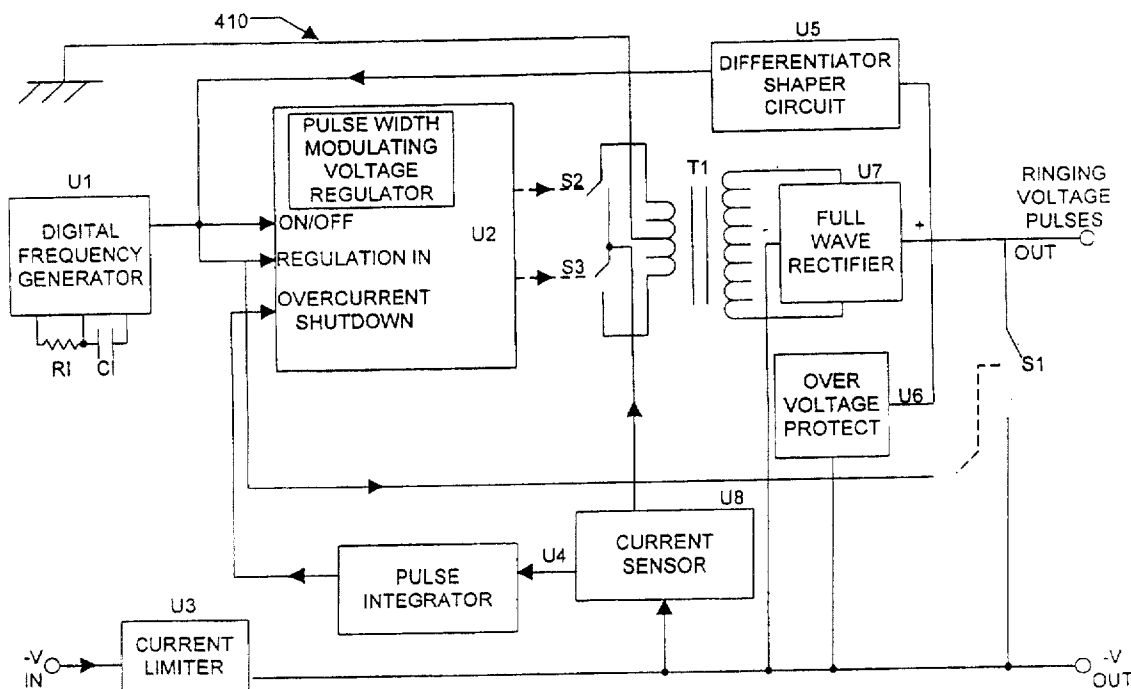 410
U5
DIFFERENTIATOR
SHAPER
CIRCUIT
PULSE WIDTH
MODULATING
VOLTAGE
REGULATOR
U1
DIGITAL
FREQUENCY
GENERATOR
RI
CI
ON/OFF
REGULATION IN
OVERCURRENT
SHUTDOWN
U2
S2
S3
T1
U7
FULL
WAVE
RECTIFIER
-
+
RINGING
VOLTAGE
PULSES
OUT
S1
OVER
VOLTAGE
PROTECT
U6
U8
CURRENT
SENSOR
U4
PULSE
INTEGRATOR
U3
CURRENT
LIMITER
-V
IN
-V
OUT